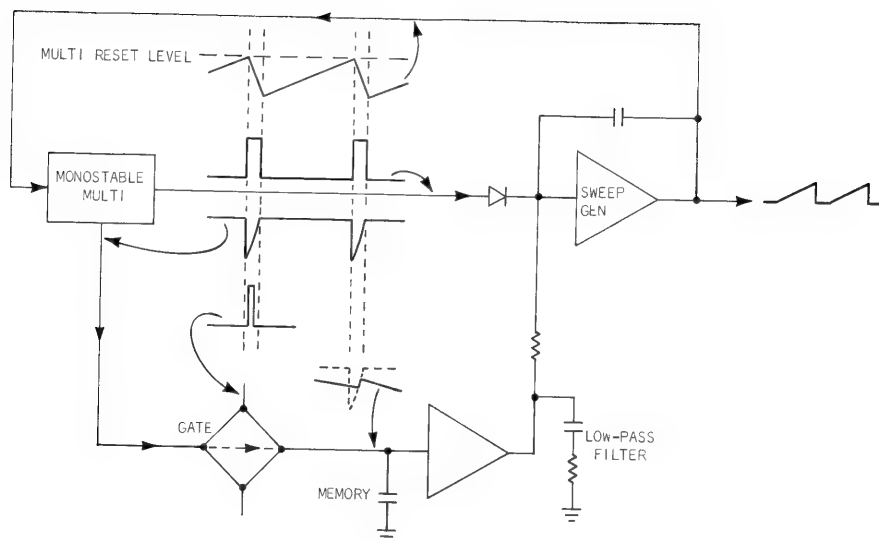 MULTI RESET LEVEL
MONOSTABLE
MULTI
SWEEP
GEN
GATE
LOW-PASS
FILTER
MEMORY